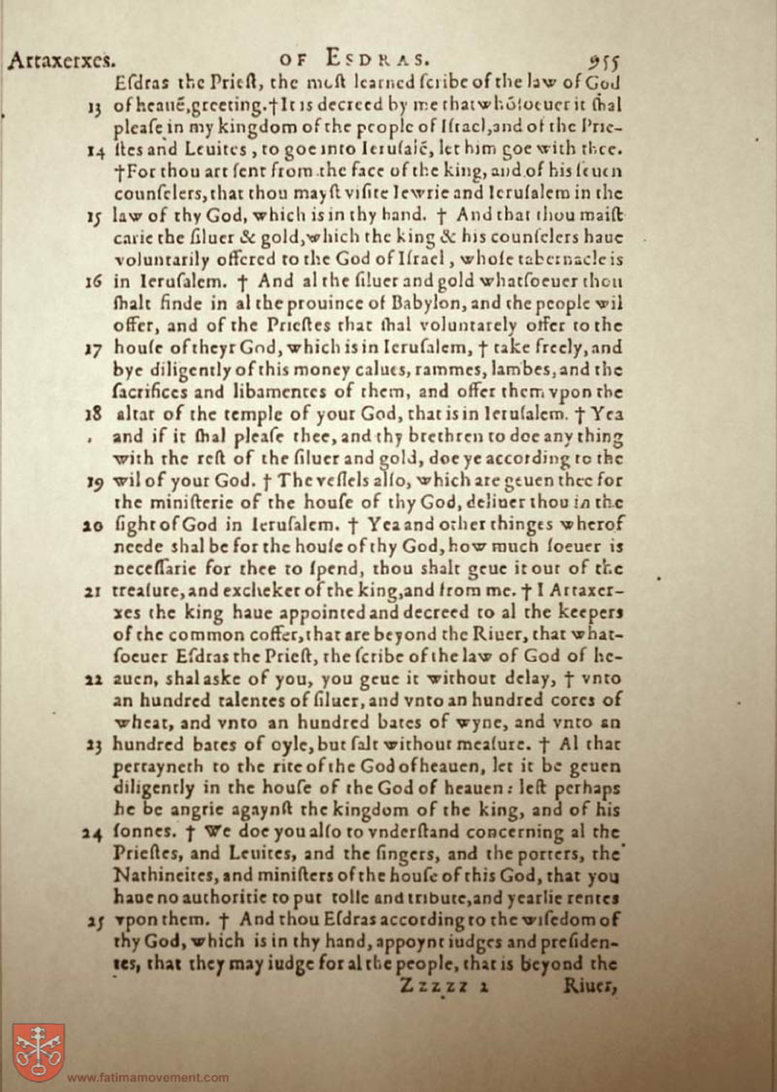 Artaxerxes. OF ESDRAS. 955
Eſdras the Prieſt, the moſt learned ſcribe of the law of God
13 of heauē, greeting. †It is decreed by me that whōſoeuer it ſhal
pleaſe in my kingdom of the people of Iſrael, and of the Prie-
14 ſtes and Leuites, to goe into Ieruſalē, let him goe with thee.
†For thou art ſent from the face of the king, and of his ſeuen
counſelers, that thou mayſt viſite Iewrie and Ieruſalem in the
15 law of thy God, which is in thy hand. † And that thou maiſt
carie the ſiluer & gold, which the king & his counſelers haue
voluntarily offered to the God of Iſrael, whoſe tabernacle is
16 in Ieruſalem. † And al the ſiluer and gold whatſoeuer thou
ſhalt finde in al the prouince of Babylon, and the people wil
offer, and of the Prieſtes that ſhal voluntarely offer to the
17 houſe of theyr God, which is in Ieruſalem, † take freely, and
bye diligently of this money calues, rammes, lambes, and the
ſacrifices and libamentes of them, and offer them vpon the
18 altar of the temple of your God, that is in Ieruſalem. † Yea
and if it ſhal pleaſe thee, and thy brethren to doe any thing
with the reſt of the ſiluer and gold, doe ye according to the
19 wil of your God. † The veſſels alſo, which are geuen thee for
the miniſterie of the houſe of thy God, deliuer thou in the
20 ſight of God in Ieruſalem. † Yea and other thinges wherof
neede shal be for the houſe of thy God, how much ſoeuer is
neceſſarie for thee to ſpend, thou shalt geue it out of the
21 treaſure, and excheker of the king, and from me. † I Artaxer-
xes the king haue appointed and decreed to al the keepers
of the common coffer, that are beyond the Riuer, that what-
ſoeuer Eſdras the Prieſt, the ſcribe of the law of God of he-
22 auen, shal aske of you, you geue it without delay, † vnto
an hundred talentes of ſiluer, and vnto an hundred cores of
wheat, and vnto an hundred bates of wyne, and vnto an
23 hundred bates of oyle, but ſalt without meaſure. † Al that
pertayneth to the rite of the God of heauen, let it be geuen
diligently in the houſe of the God of heauen: leſt perhaps
he be angrie agaynſt the kingdom of the king, and of his
24 ſonnes. † We doe you alſo to vnderſtand concerning al the
Prieſtes, and Leuites, and the ſingers, and the porters, the
Nathineites, and miniſters of the houſe of this God, that you
haue no authoritie to put tolle and tribute, and yearlie rentes
25 vpon them. † And thou Eſdras according to the wiſedom of
thy God, which is in thy hand, appoynt iudges and preſiden-
tes, that they may iudge for al the people, that is beyond the
Zzzzz 2 Riuer,
www.fatimamovement.com